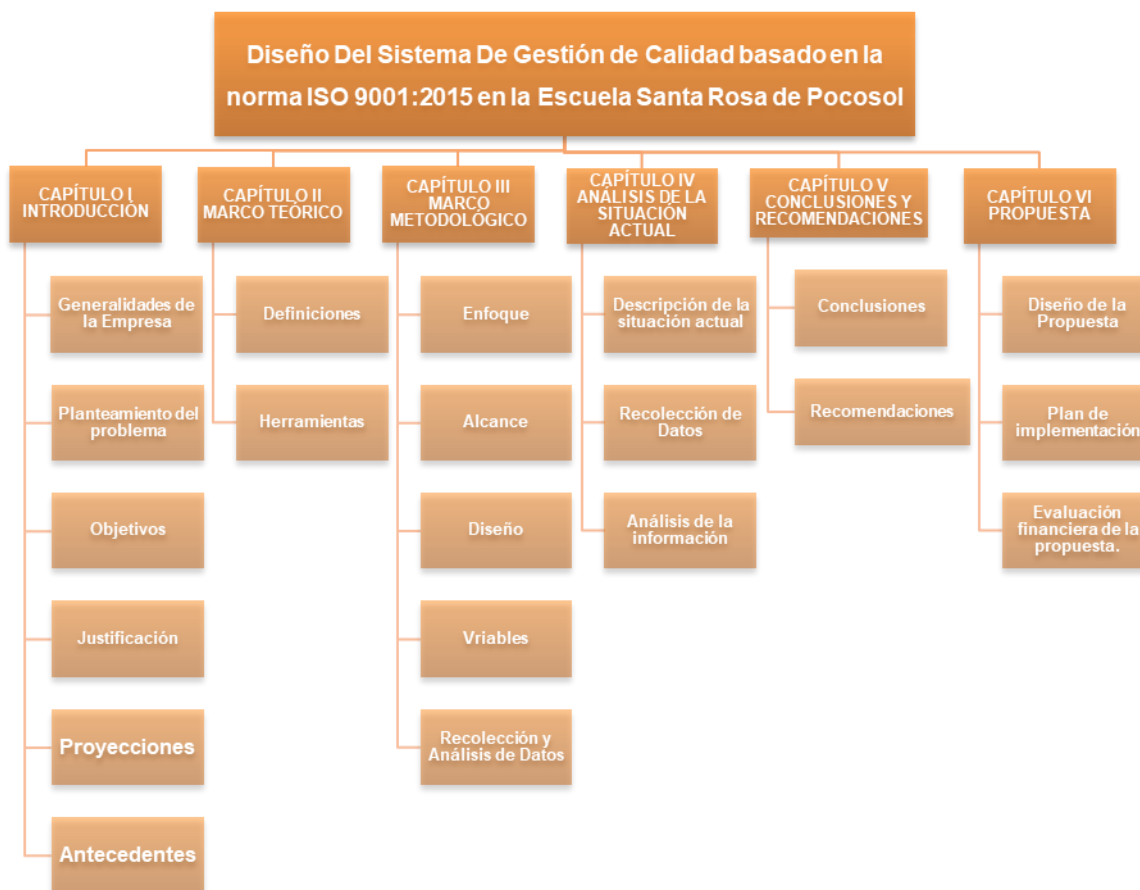 Diseño Del Sistema De Gestión de Calidad basado en la
norma ISO 9001:2015 en la Escuela Santa Rosa de Pocosol
CAPÍTULO I
INTRODUCCIÓN
Generalidades de
la Empresa
Planteamiento del
problema
Objetivos
Justificación
Proyecciones
Antecedentes
CAPÍTULO II
MARCO TEÓRICO
Definiciones
Herramientas
CAPÍTULO III
MARCO
METODOLÓGICO
Enfoque
Alcance
Diseño
Vriables
Recolección y
Análisis de Datos
CAPÍTULO IV
ANÁLISIS DE LA
SITUACIÓN
ACTUAL
Descripción de la
situación actual
Recolección de
Datos
Análisis de la
información
CAPÍTULO V
CONCLUSIONES Y
RECOMENDACIONES
Conclusiones
Recomendaciones
CAPÍTULO VI
PROPUESTA
Diseño de la
Propuesta
Plan de
implementación
Evaluación
financiera de la
propuesta.